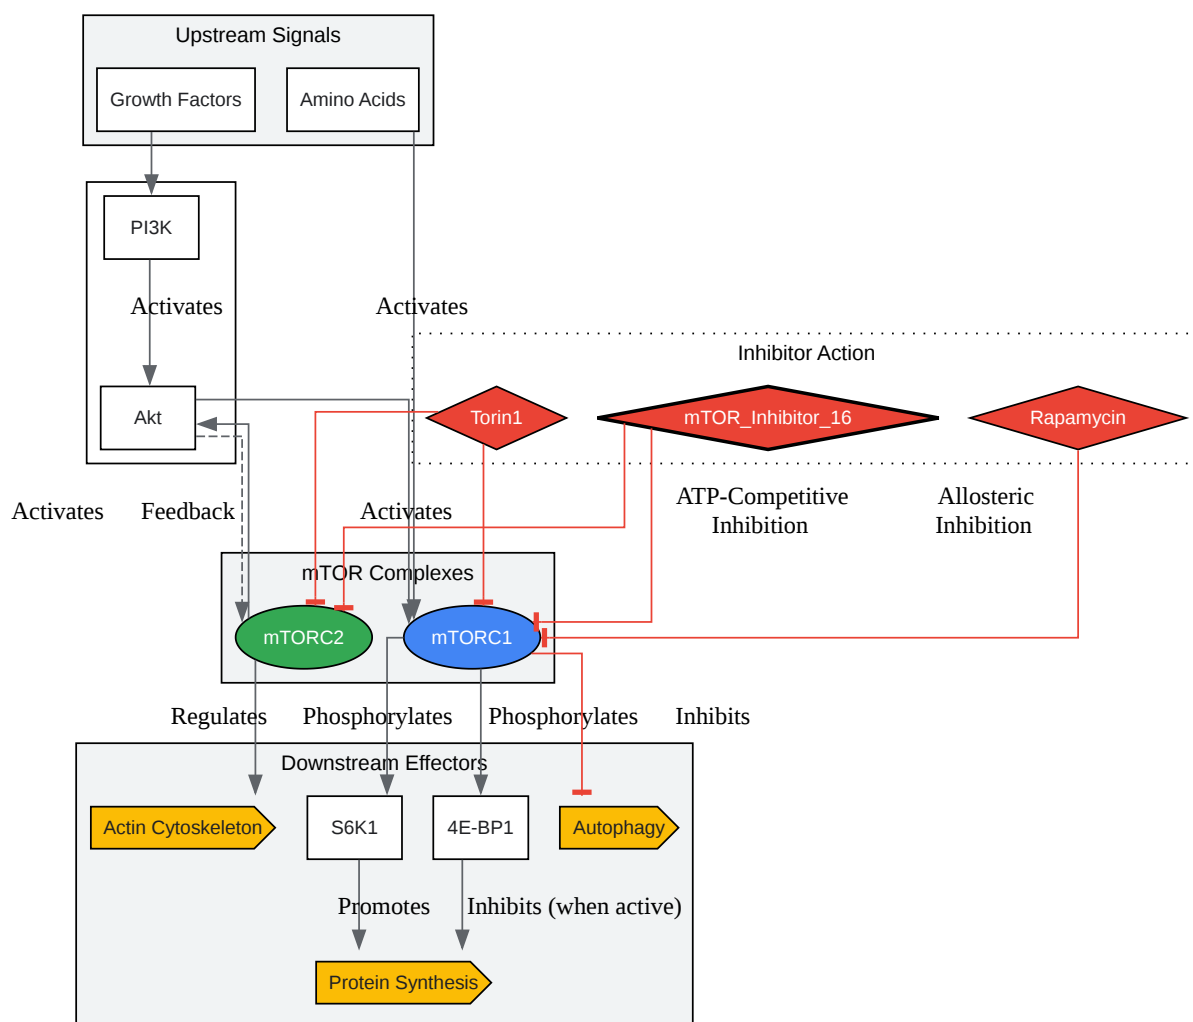 Upstream Signals
Growth Factors
Amino Acids
PI3K
Activates
Activates
Inhibitor Action
Akt
Torin1
mTOR_Inhibitor_16
Rapamycin
Activates
Feedback
Activates
ATP-Competitive
Inhibition
Allosteric
Inhibition
mTOR Complexes
mTORC2
mTORC1
Regulates
Phosphorylates
Phosphorylates
Inhibits
Downstream Effectors
Actin Cytoskeleton
S6K1
4E-BP1
Autophagy
Promotes
Inhibits (when active)
Protein Synthesis